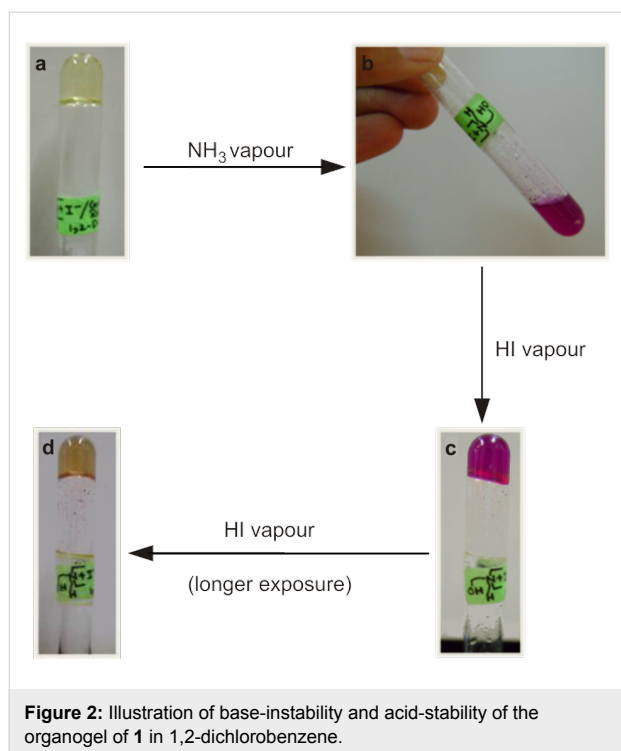 a
NH₃ vapour
b
HI vapour
d
HI vapour
(longer exposure)
c
Figure 2: Illustration of base-instability and acid-stability of the
organogel of 1 in 1,2-dichlorobenzene.